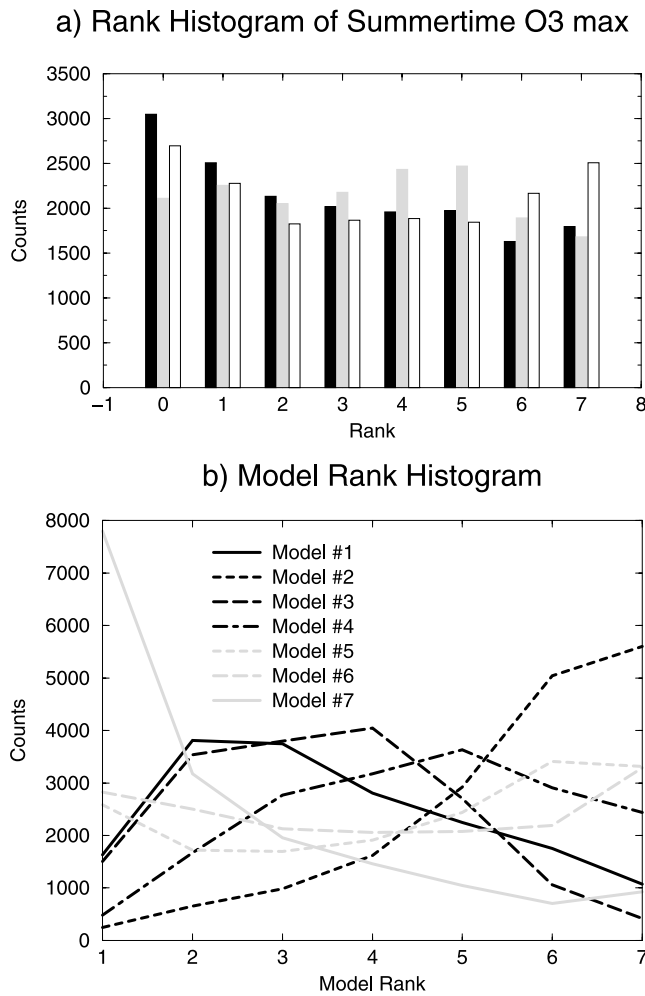 a) Rank Histogram of Summertime O3 max
3500
3000
2500
2000
1500
1000
500
0
Counts
−1 0 1 2 3 4 5 6 7 8
Rank
b) Model Rank Histogram
8000
7000
6000
5000
4000
3000
2000
1000
0
Counts
Model #1
Model #2
Model #3
Model #4
Model #5
Model #6
Model #7
1 2 3 4 5 6 7
Model Rank